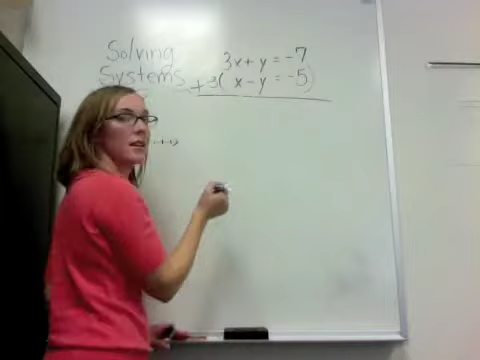 Solving 3x + y = -7
Systems + 3( x - y = -5)